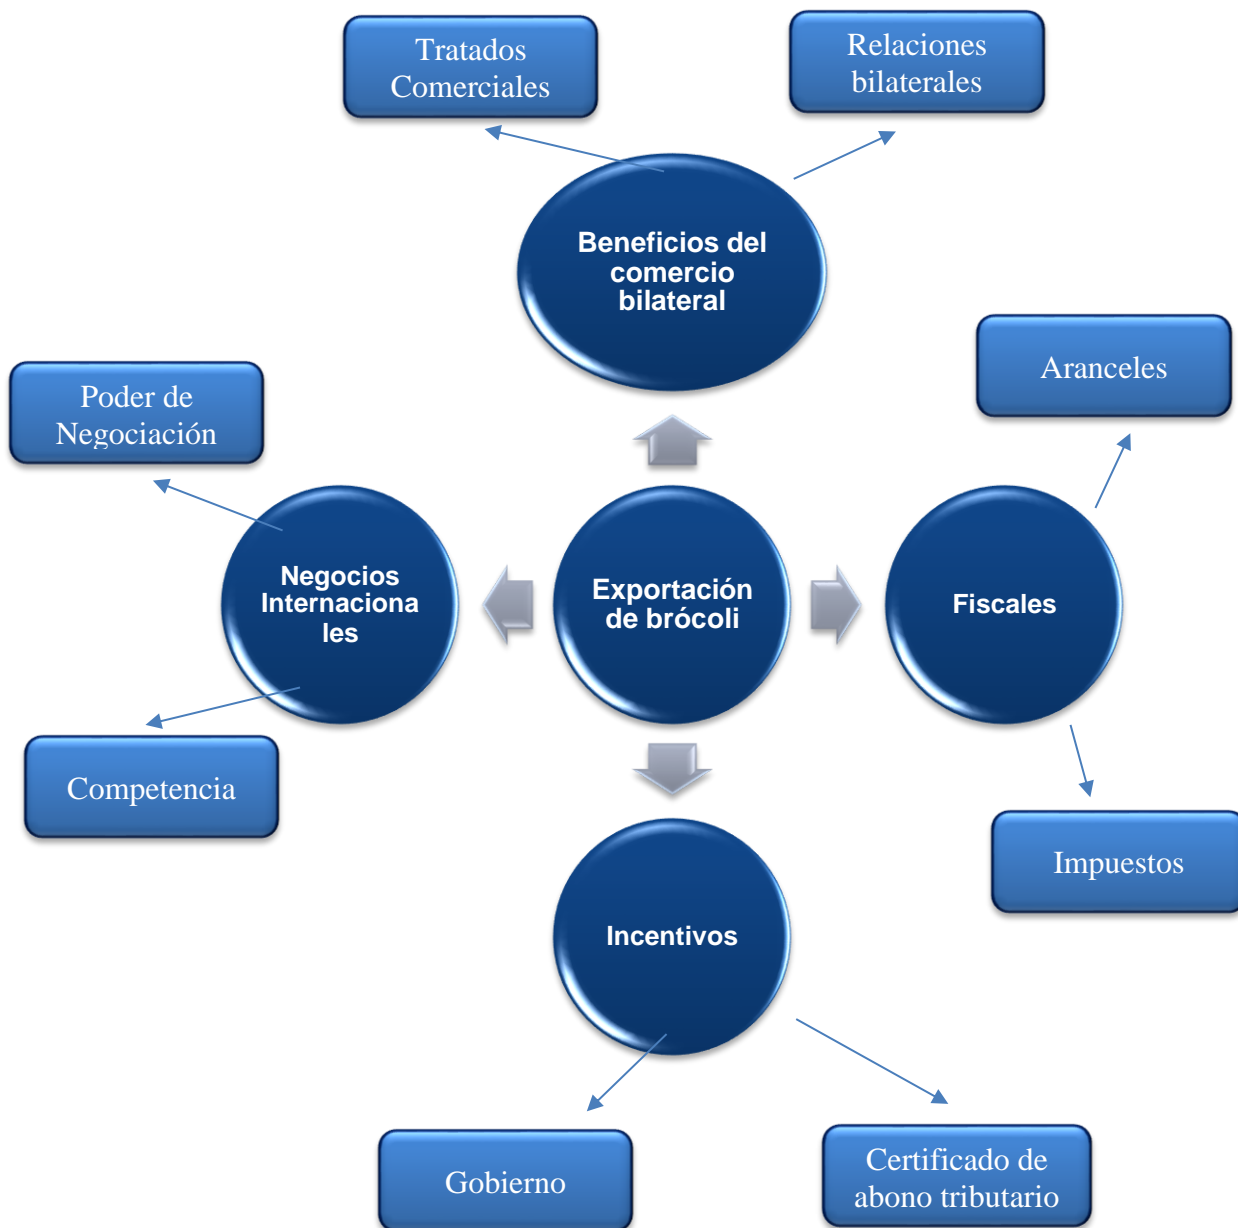 Tratados
Comerciales
Relaciones
bilaterales
Beneficios del
comercio
bilateral
Aranceles
Poder de
Negociación
Negocios
Internaciona
les
Exportación
de brócoli
Fiscales
Competencia
Impuestos
Incentivos
Gobierno
Certificado de
abono tributario